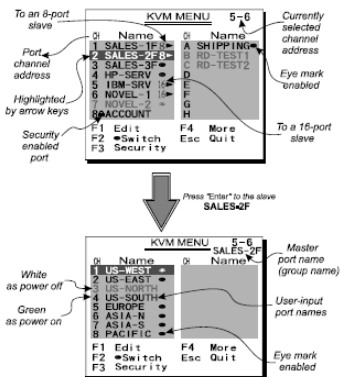 To an 8-port
slave
Port
channel
address
Highlighted
by arrow keys
Security
enabled
port
KVM MENU 5-6
CH Name CH Name
1 SALES-1F 8 A SHIPPING
2 SALES-2F 8 B RD-TEST1
3 SALES-3F C RD-TEST2
4 HP-SERV D
5 IBM-SRV 16 E
6 NOVEL-1 16 F
7 NOVEL-2 G
8 ACCOUNT H
F1 Edit F4 More
F2 Switch Esc Quit
F3 Security
Currently
selected
channel
address
Eye mark
enabled
To a 16-port
slave
Press "Enter" to the slave
SALES-2F
White
as power off
Green
as power on
KVM MENU 5-6
SALES-2F
CH Name CH Name
1 US-WEST
2 US-EAST
3 US-NORTH
4 US-SOUTH
5 EUROPE
6 ASIA-N
7 ASIA-S
8 PACIFIC
F1 Edit F4 More
F2 Switch Esc Quit
F3 Security
Master
port name
(group name)
User-input
port names
Eye mark
enabled